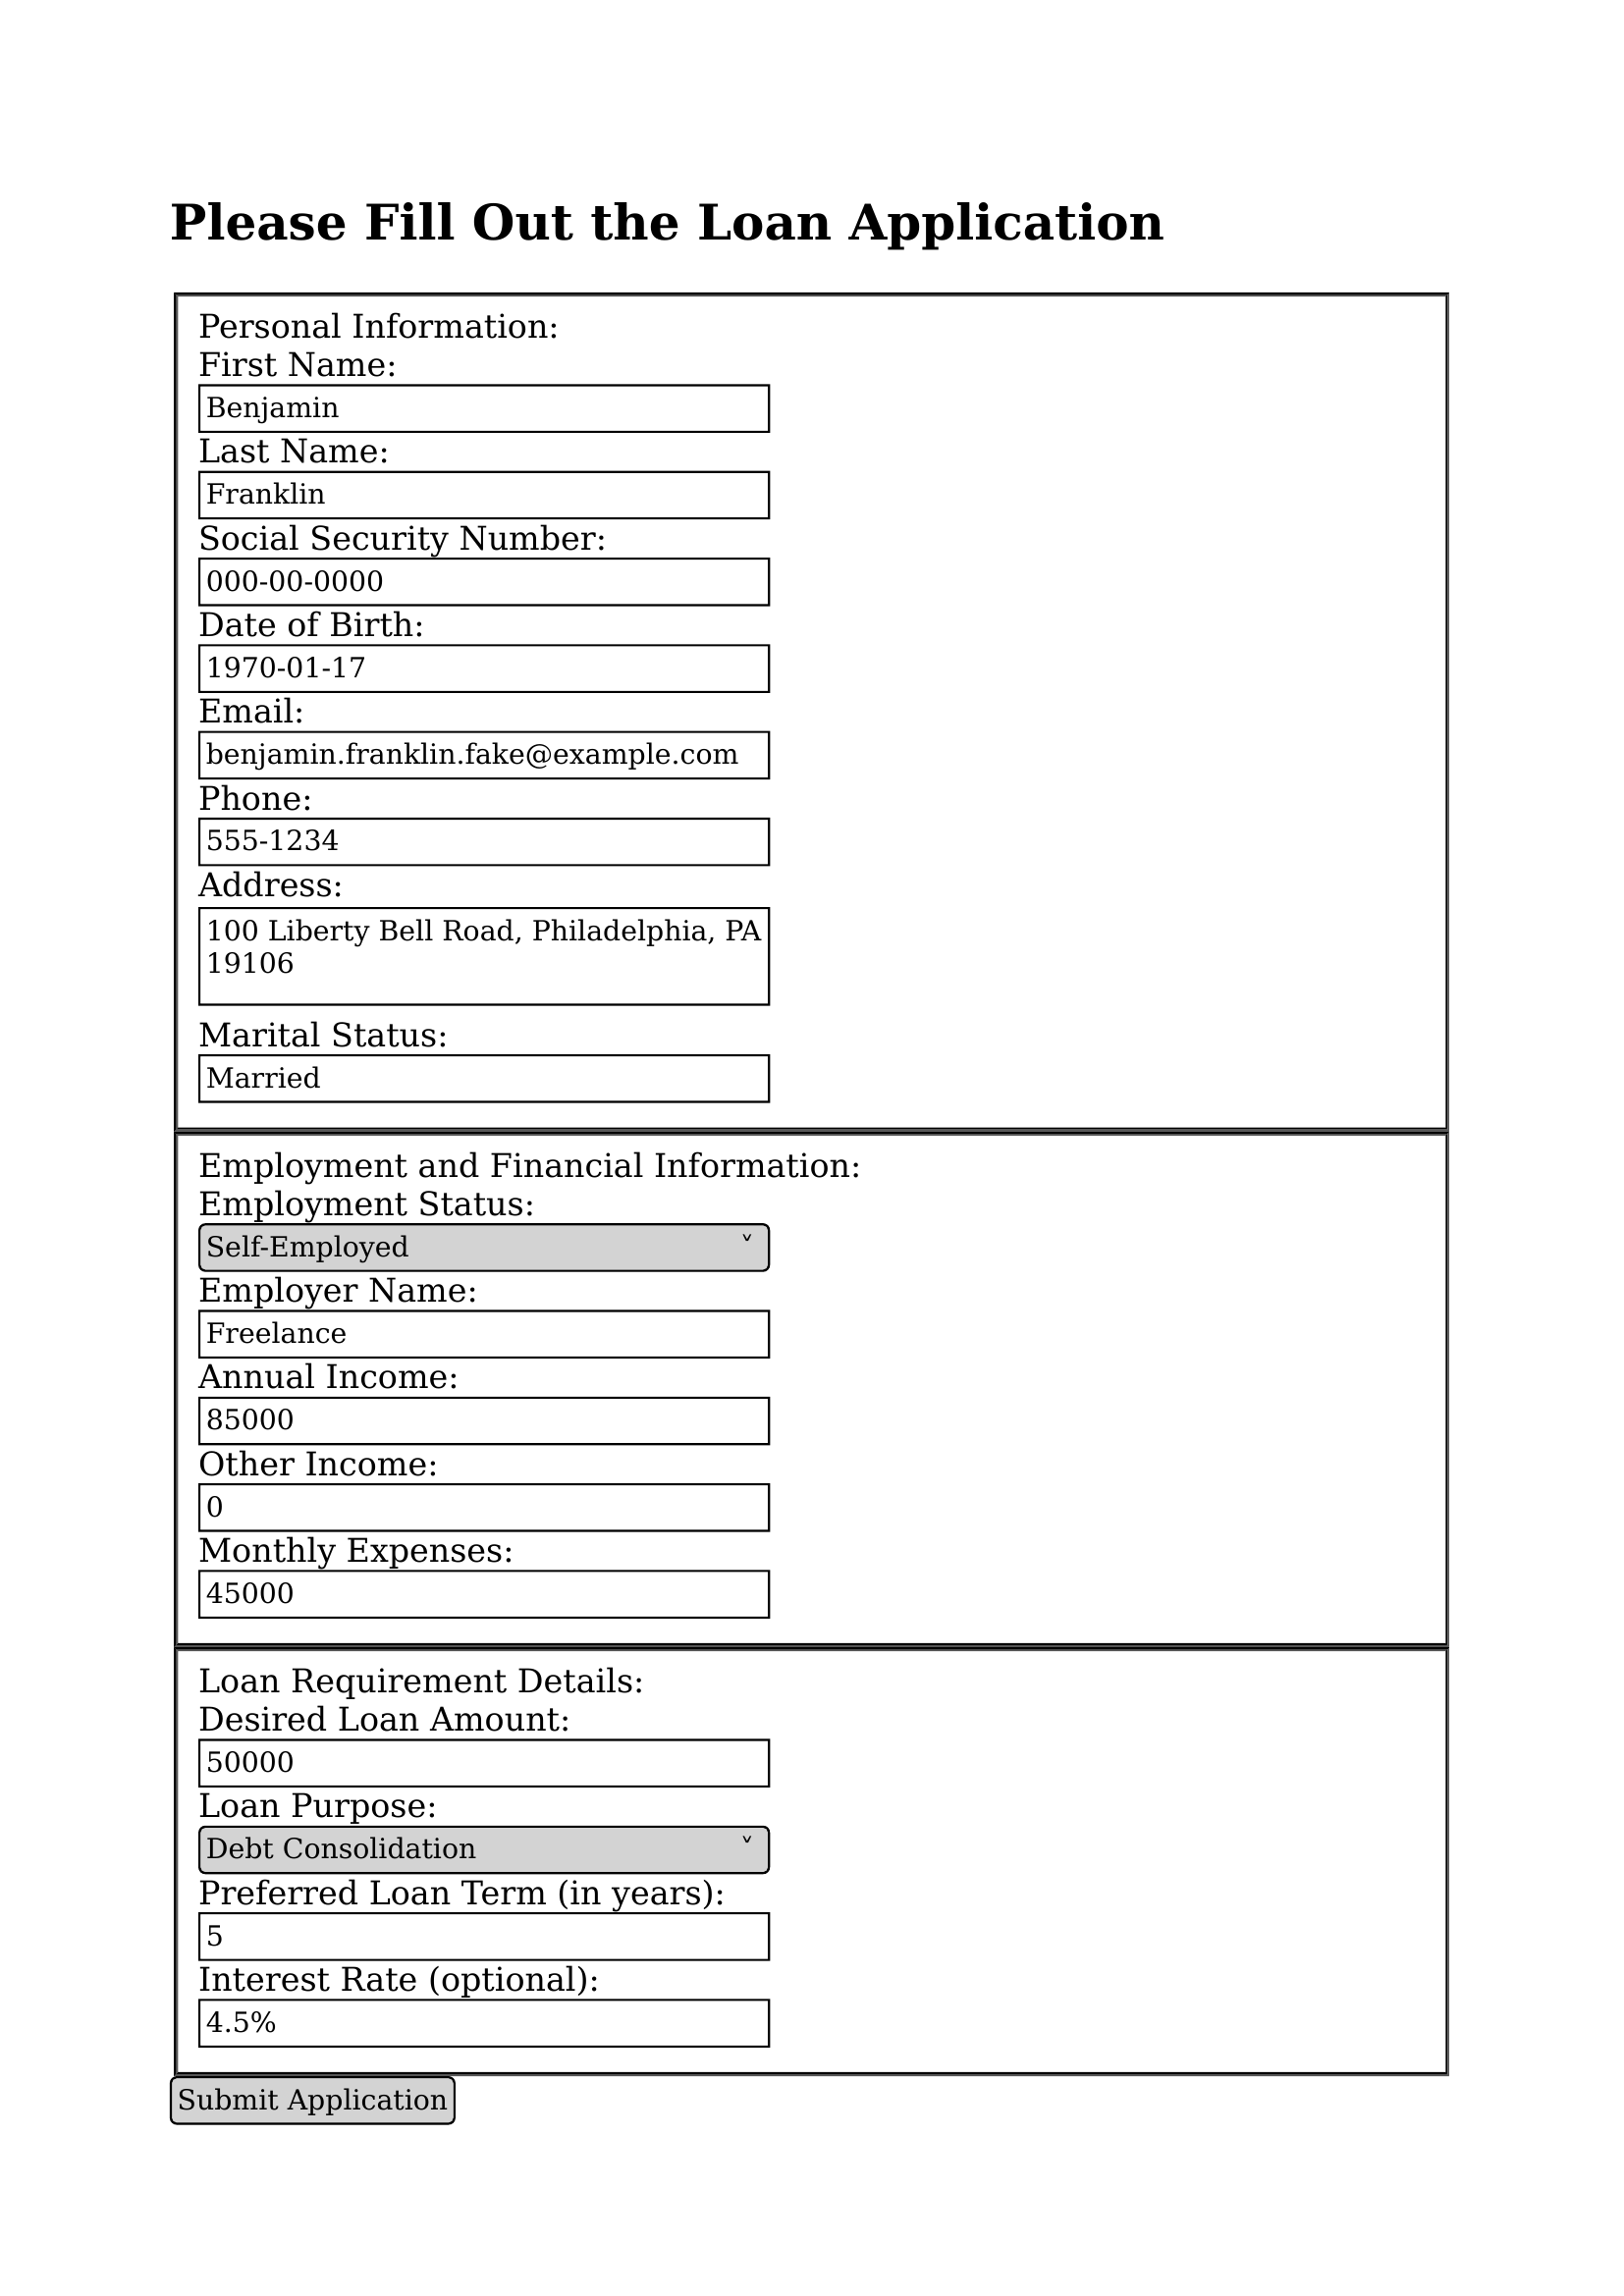 Please Fill Out the Loan Application
Personal Information:
First Name:
Benjamin
Last Name:
Franklin
Social Security Number:
000-00-0000
Date of Birth:
1970-01-17
Email:
benjamin.franklin.fake@example.com
Phone:
555-1234
Address:
100 Liberty Bell Road, Philadelphia, PA
19106
Marital Status:
Married
Employment and Financial Information:
Employment Status:
Self-Employed
Employer Name:
Freelance
Annual Income:
85000
Other Income:
0
Monthly Expenses:
45000
Loan Requirement Details:
Desired Loan Amount:
50000
Loan Purpose:
Debt Consolidation
Preferred Loan Term (in years):
5
Interest Rate (optional):
4.5%
Submit Application